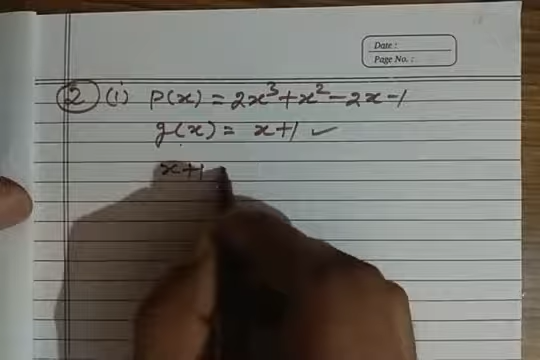 Date :
Page No. :
② (i) p(x) = 2x³+x²-2x-1
g(x) = x+1 ✓
x+1